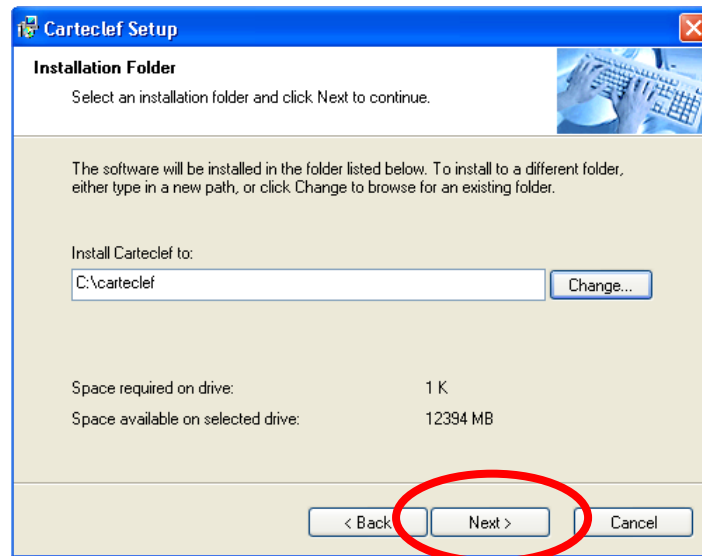 Carteclef Setup
Installation Folder
Select an installation folder and click Next to continue.
The software will be installed in the folder listed below. To install to a different folder,
either type in a new path, or click Change to browse for an existing folder.
Install Carteclef to:
C:\carteclef
Change...
Space required on drive: 1 K
Space available on selected drive: 12394 MB
< Back Next > Cancel